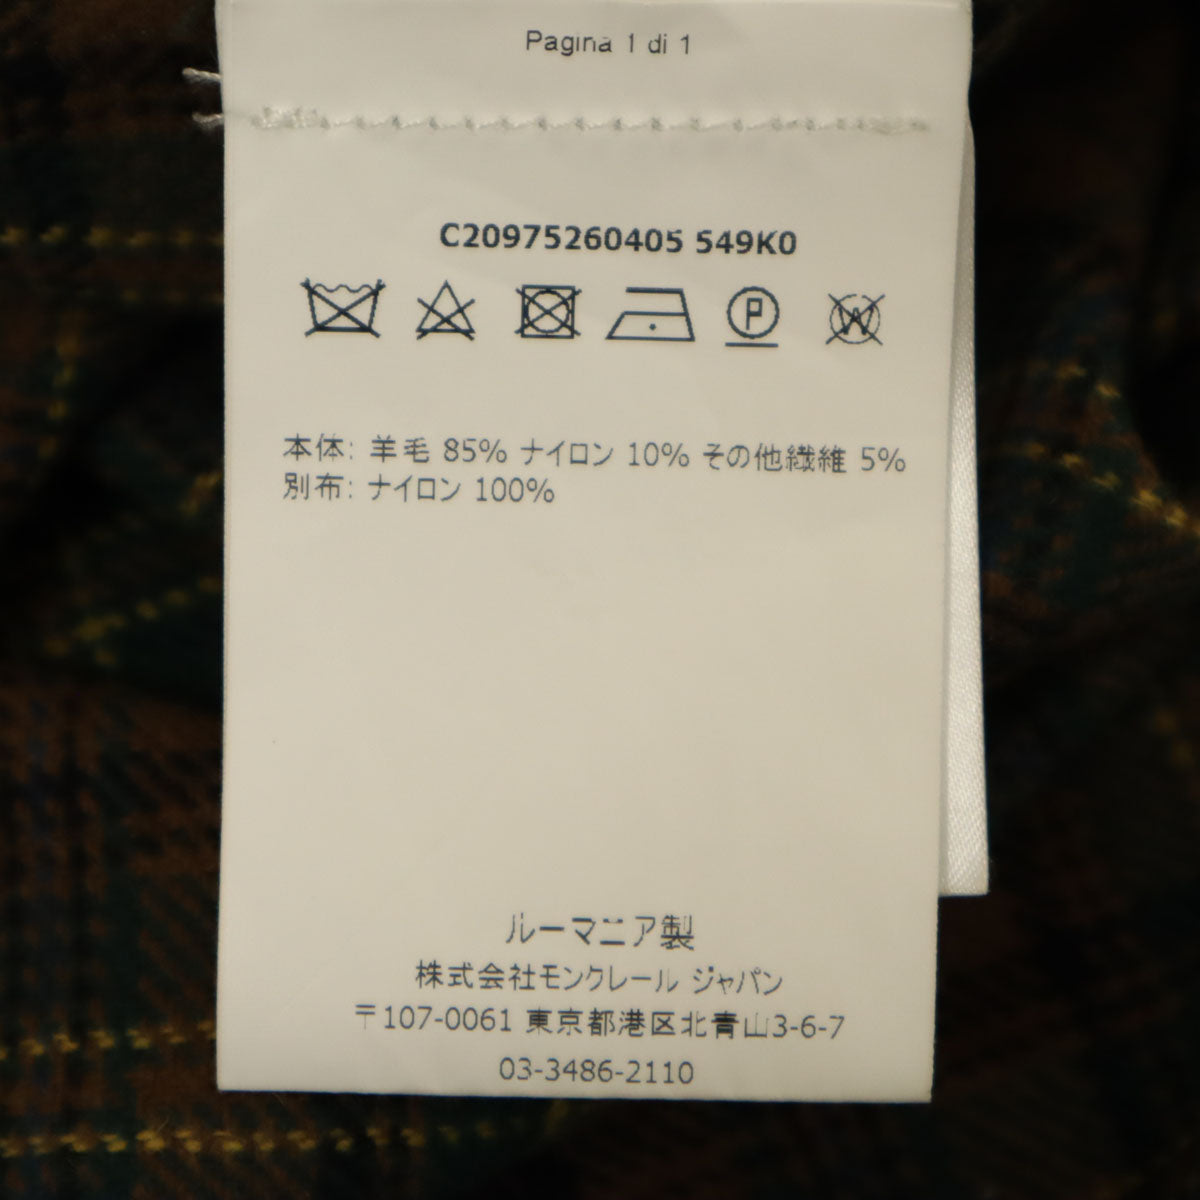 Pagina 1 di 1
C20975260405 549K0
P
W
本体: 羊毛 85% ナイロン 10% その他繊維 5%
別布: ナイロン 100%
ルーマニア製
株式会社モンクレール ジャパン
〒107-0061 東京都港区北青山3-6-7
03-3486-2110